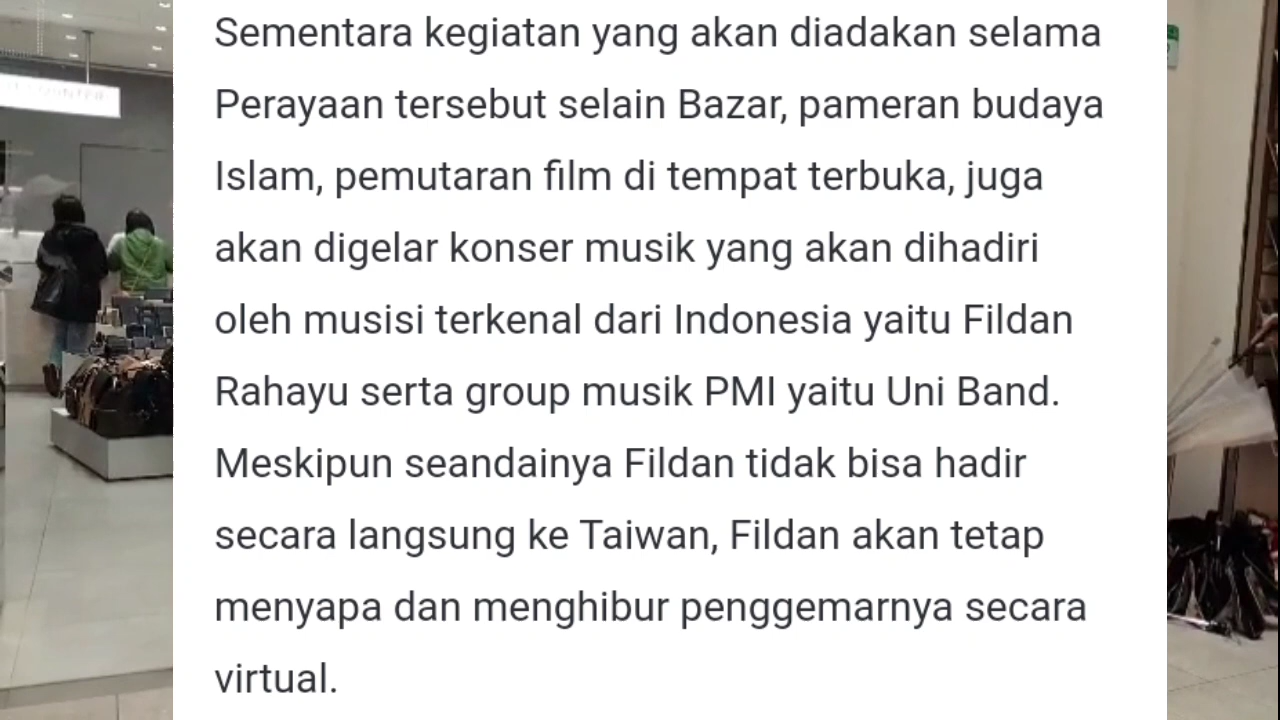 Sementara kegiatan yang akan diadakan selama
Perayaan tersebut selain Bazar, pameran budaya
Islam, pemutaran film di tempat terbuka, juga
akan digelar konser musik yang akan dihadiri
oleh musisi terkenal dari Indonesia yaitu Fildan
Rahayu serta group musik PMI yaitu Uni Band.
Meskipun seandainya Fildan tidak bisa hadir
secara langsung ke Taiwan, Fildan akan tetap
menyapa dan menghibur penggemarnya secara
virtual.